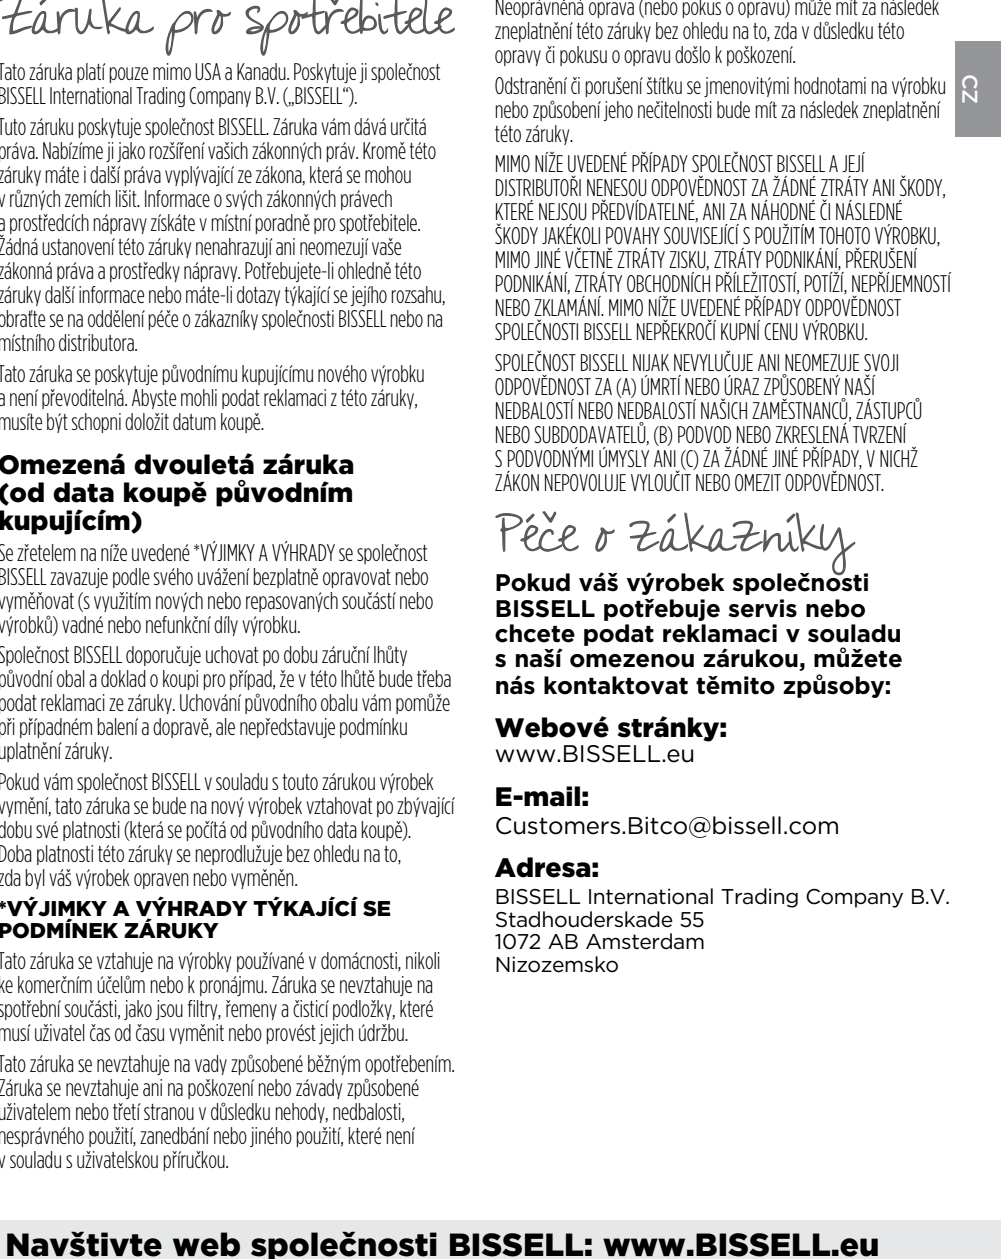 Záruka pro spotřebitele
Tato záruka platí pouze mimo USA a Kanadu. Poskytuje ji společnost
BISSELL International Trading Company B.V. („BISSELL“).
Tuto záruku poskytuje společnost BISSELL. Záruka vám dává určitá
práva. Nabízíme ji jako rozšíření vašich zákonných práv. Kromě této
záruky máte i další práva vyplývající ze zákona, která se mohou
v různých zemích lišit. Informace o svých zákonných právech
a prostředcích nápravy získáte v místní poradně pro spotřebitele.
Žádná ustanovení této záruky nenahrazují ani neomezují vaše
zákonná práva a prostředky nápravy. Potřebujete-li ohledně této
záruky další informace nebo máte-li dotazy týkající se jejího rozsahu,
obraťte se na oddělení péče o zákazníky společnosti BISSELL nebo na
místního distributora.
Tato záruka se poskytuje původnímu kupujícímu nového výrobku
a není převoditelná. Abyste mohli podat reklamaci z této záruky,
musíte být schopni doložit datum koupě.
Omezená dvouletá záruka
(od data koupě původním
kupujícím)
Se zřetelem na níže uvedené *VÝJIMKY A VÝHRADY se společnost
BISSELL zavazuje podle svého uvážení bezplatně opravovat nebo
vyměňovat (s využitím nových nebo repasovaných součástí nebo
výrobků) vadné nebo nefunkční díly výrobku.
Společnost BISSELL doporučuje uchovat po dobu záruční lhůty
původní obal a doklad o koupi pro případ, že v této lhůtě bude třeba
podat reklamaci ze záruky. Uchování původního obalu vám pomůže
při případném balení a dopravě, ale nepředstavuje podmínku
uplatnění záruky.
Pokud vám společnost BISSELL v souladu s touto zárukou výrobek
vymění, tato záruka se bude na nový výrobek vztahovat po zbývající
dobu své platnosti (která se počítá od původního data koupě).
Doba platnosti této záruky se neprodlužuje bez ohledu na to,
zda byl váš výrobek opraven nebo vyměněn.
*VÝJIMKY A VÝHRADY TÝKAJÍCÍ SE
PODMÍNEK ZÁRUKY
Tato záruka se vztahuje na výrobky používané v domácnosti, nikoli
ke komerčním účelům nebo k pronájmu. Záruka se nevztahuje na
spotřební součásti, jako jsou filtry, řemeny a čisticí podložky, které
musí uživatel čas od času vyměnit nebo provést jejich údržbu.
Tato záruka se nevztahuje na vady způsobené běžným opotřebením.
Záruka se nevztahuje ani na poškození nebo závady způsobené
uživatelem nebo třetí stranou v důsledku nehody, nedbalosti,
nesprávného použití, zanedbání nebo jiného použití, které není
v souladu s uživatelskou příručkou.
Neoprávněná oprava (nebo pokus o opravu) může mít za následek
zneplatnění této záruky bez ohledu na to, zda v důsledku této
opravy či pokusu o opravu došlo k poškození.
Odstranění či porušení štítku se jmenovitými hodnotami na výrobku
nebo způsobení jeho nečitelnosti bude mít za následek zneplatnění
této záruky.
MIMO NÍŽE UVEDENÉ PŘÍPADY SPOLEČNOST BISSELL A JEJÍ
DISTRIBUTOŘI NENESOU ODPOVĚDNOST ZA ŽÁDNÉ ZTRÁTY ANI ŠKODY,
KTERÉ NEJSOU PŘEDVÍDATELNÉ, ANI ZA NÁHODNÉ ČI NÁSLEDNÉ
ŠKODY JAKÉKOLI POVAHY SOUVISEJÍCÍ S POUŽITÍM TOHOTO VÝROBKU,
MIMO JINÉ VČETNĚ ZTRÁTY ZISKU, ZTRÁTY PODNIKÁNÍ, PŘERUŠENÍ
PODNIKÁNÍ, ZTRÁTY OBCHODNÍCH PŘÍLEŽITOSTÍ, POTÍŽÍ, NEPŘÍJEMNOSTÍ
NEBO ZKLAMÁNÍ. MIMO NÍŽE UVEDENÉ PŘÍPADY ODPOVĚDNOST
SPOLEČNOSTI BISSELL NEPŘEKROČÍ KUPNÍ CENU VÝROBKU.
SPOLEČNOST BISSELL NIJAK NEVYLUČUJE ANI NEOMEZUJE SVOJI
ODPOVĚDNOST ZA (A) ÚMRTÍ NEBO ÚRAZ ZPŮSOBENÝ NAŠÍ
NEDBALOSTÍ NEBO NEDBALOSTÍ NAŠICH ZAMĚSTNANCŮ, ZÁSTUPCŮ
NEBO SUBDODAVATELŮ, (B) PODVOD NEBO ZKRESLENÁ TVRZENÍ
S PODVODNÝMI ÚMYSLY ANI (C) ZA ŽÁDNÉ JINÉ PŘÍPADY, V NICHŽ
ZÁKON NEPOVOLUJE VYLOUČIT NEBO OMEZIT ODPOVĚDNOST.
Péče o zákazníky
Pokud váš výrobek společnosti
BISSELL potřebuje servis nebo
chcete podat reklamaci v souladu
s naší omezenou zárukou, můžete
nás kontaktovat těmito způsoby:
Webové stránky:
www.BISSELL.eu
E-mail:
Customers.Bitco@bissell.com
Adresa:
BISSELL International Trading Company B.V.
Stadhouderskade 55
1072 AB Amsterdam
Nizozemsko
CZ
Navštivte web společnosti BISSELL: www.BISSELL.eu